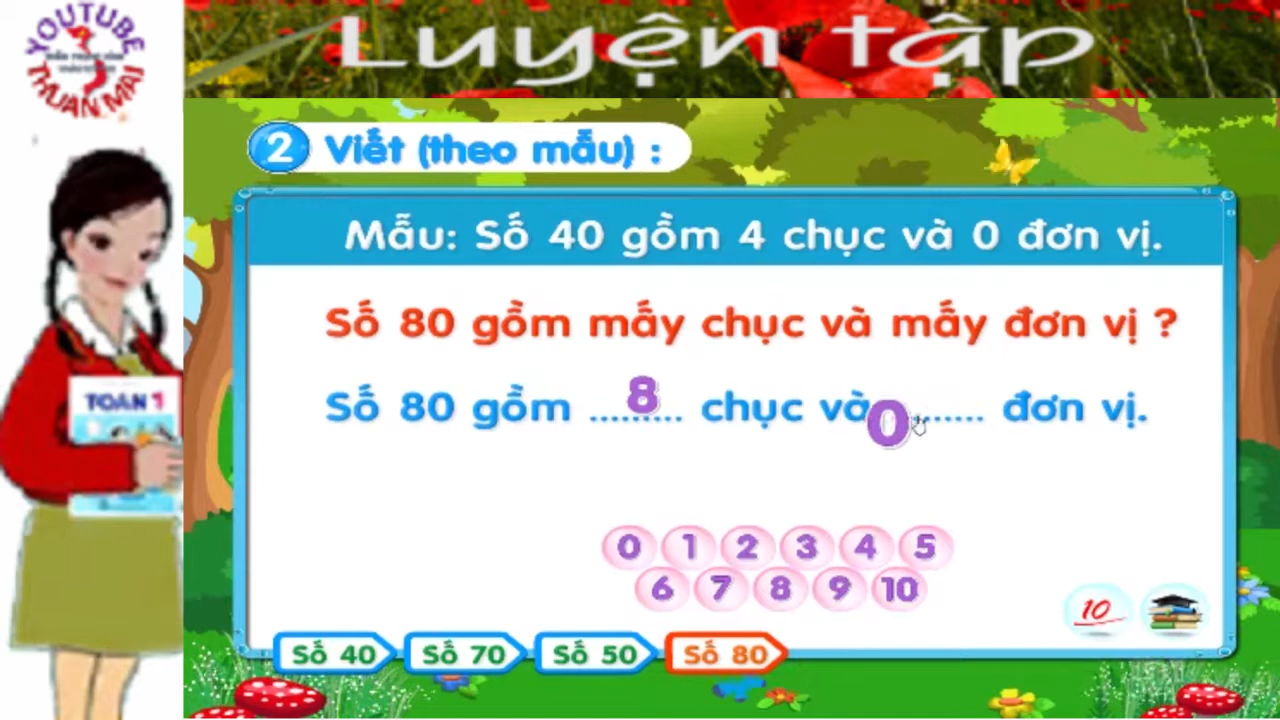 YOUTUBE
THUAN MAI
Luyện tập
2 Viết (theo mẫu) :
Mẫu: Số 40 gồm 4 chục và 0 đơn vị.
Số 80 gồm mấy chục và mấy đơn vị ?
Số 80 gồm ...8... chục và 0...... đơn vị.
TOÁN 1
0 1 2 3 4 5
6 7 8 9 10
10
Số 40 Số 70 Số 50 Số 80